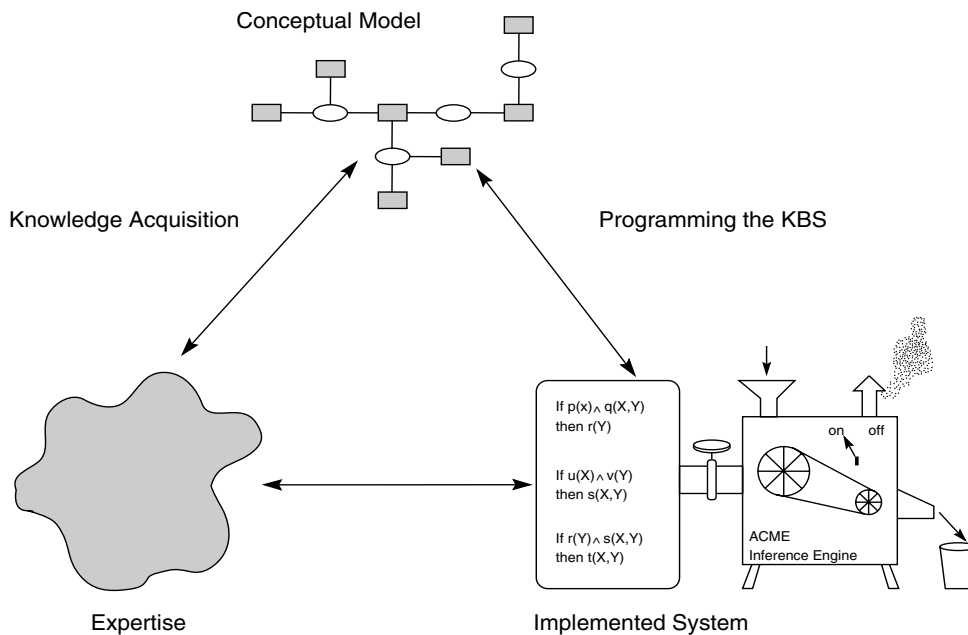 Conceptual Model
Knowledge Acquisition
Programming the KBS
If p(x)∧ q(X,Y)
then r(Y)
If u(X)∧ v(Y)
then s(X,Y)
If r(Y)∧ s(X,Y)
then t(X,Y)
on off
ACME
Inference Engine
Expertise
Implemented System